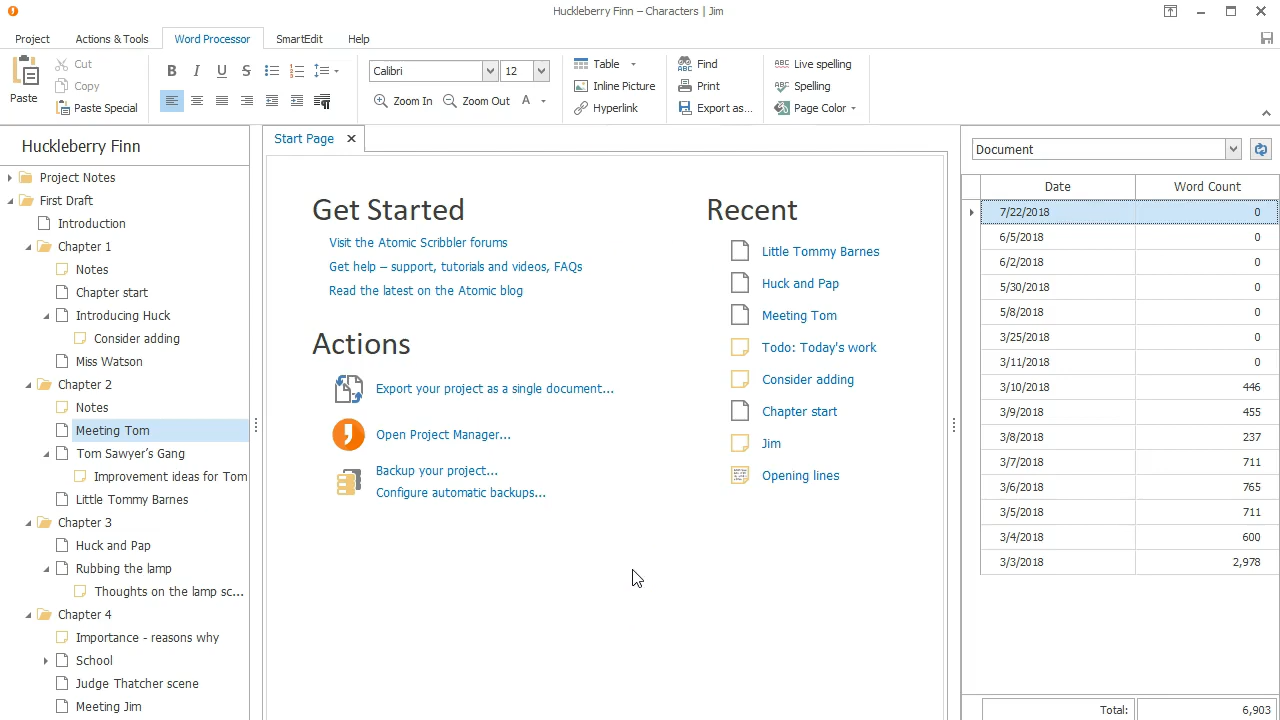 Huckleberry Finn – Characters | Jim
Project
Actions & Tools
Word Processor
SmartEdit
Help
Paste
Cut
Copy
Paste Special
B I U S
Calibri
12
Zoom In
Zoom Out
A
Table
Inline Picture
Hyperlink
Find
Print
Export as...
Live spelling
Spelling
Page Color
Huckleberry Finn
Project Notes
First Draft
Introduction
Chapter 1
Notes
Chapter start
Introducing Huck
Consider adding
Miss Watson
Chapter 2
Notes
Meeting Tom
Tom Sawyer's Gang
Improvement ideas for Tom
Little Tommy Barnes
Chapter 3
Huck and Pap
Rubbing the lamp
Thoughts on the lamp sc...
Chapter 4
Importance - reasons why
School
Judge Thatcher scene
Meeting Jim
Start Page
Get Started
Visit the Atomic Scribbler forums
Get help – support, tutorials and videos, FAQs
Read the latest on the Atomic blog
Actions
Export your project as a single document...
Open Project Manager...
Backup your project...
Configure automatic backups...
Recent
Little Tommy Barnes
Huck and Pap
Meeting Tom
Todo: Today's work
Consider adding
Chapter start
Jim
Opening lines
Document
Date Word Count
7/22/2018 0
6/5/2018 0
6/2/2018 0
5/30/2018 0
5/8/2018 0
3/25/2018 0
3/11/2018 0
3/10/2018 446
3/9/2018 455
3/8/2018 237
3/7/2018 711
3/6/2018 765
3/5/2018 711
3/4/2018 600
3/3/2018 2,978
Total: 6,903